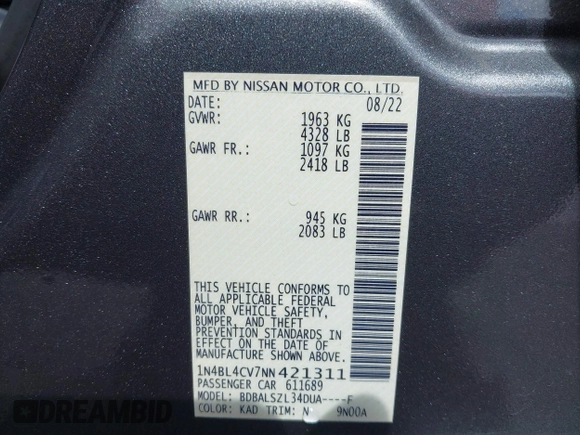 MFD BY NISSAN MOTOR CO., LTD.
DATE: 08/22
GVWR: 1963 KG
4328 LB
GAWR FR.: 1097 KG
2418 LB
GAWR RR.: 945 KG
2083 LB
THIS VEHICLE CONFORMS TO
ALL APPLICABLE FEDERAL
MOTOR VEHICLE SAFETY,
BUMPER, AND THEFT
PREVENTION STANDARDS IN
EFFECT ON THE DATE OF
MANUFACTURE SHOWN ABOVE.
1N4BL4CV7NN421311
PASSENGER CAR 611689
MODEL: BDBALSZL34DUA----F
COLOR: KAD TRIM: 9N00A
DREAMBID